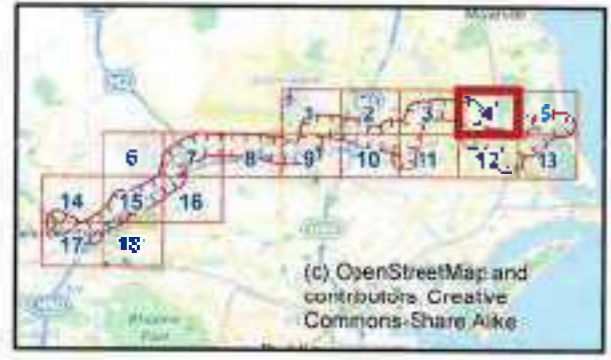 1 2 3 4 5
6 7 8 9 10 11 12 13
14 15 16
17 18
(c) OpenStreetMap and
contributors, Creative
Commons-Share Alike